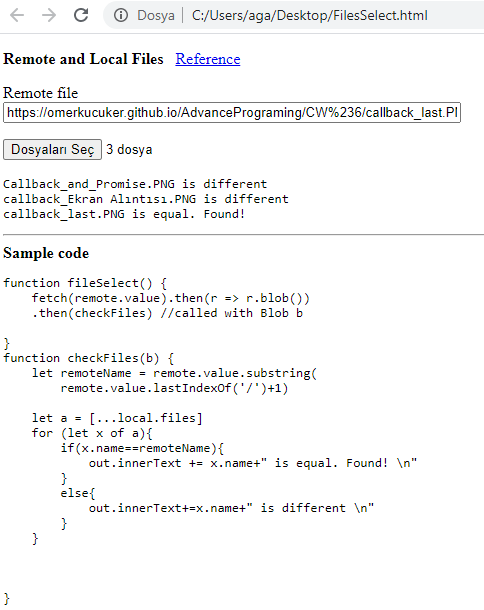 Dosya | C:/Users/aga/Desktop/FilesSelect.html
Remote and Local Files Reference
Remote file
https://omerkucuker.github.io/AdvancePrograming/CW%236/callback_last.Pl
Dosyaları Seç 3 dosya
Callback_and_Promise.PNG is different
callback_Ekran Alıntısı.PNG is different
callback_last.PNG is equal. Found!
Sample code
function fileSelect() {
    fetch(remote.value).then(r => r.blob())
    .then(checkFiles) //called with Blob b
}
function checkFiles(b) {
    let remoteName = remote.value.substring(
        remote.value.lastIndexOf('/')+1)
    let a = [...local.files]
    for (let x of a){
        if(x.name==remoteName){
            out.innerText += x.name+" is equal. Found! \n"
        }
        else{
            out.innerText+=x.name+" is different \n"
        }
    }
}